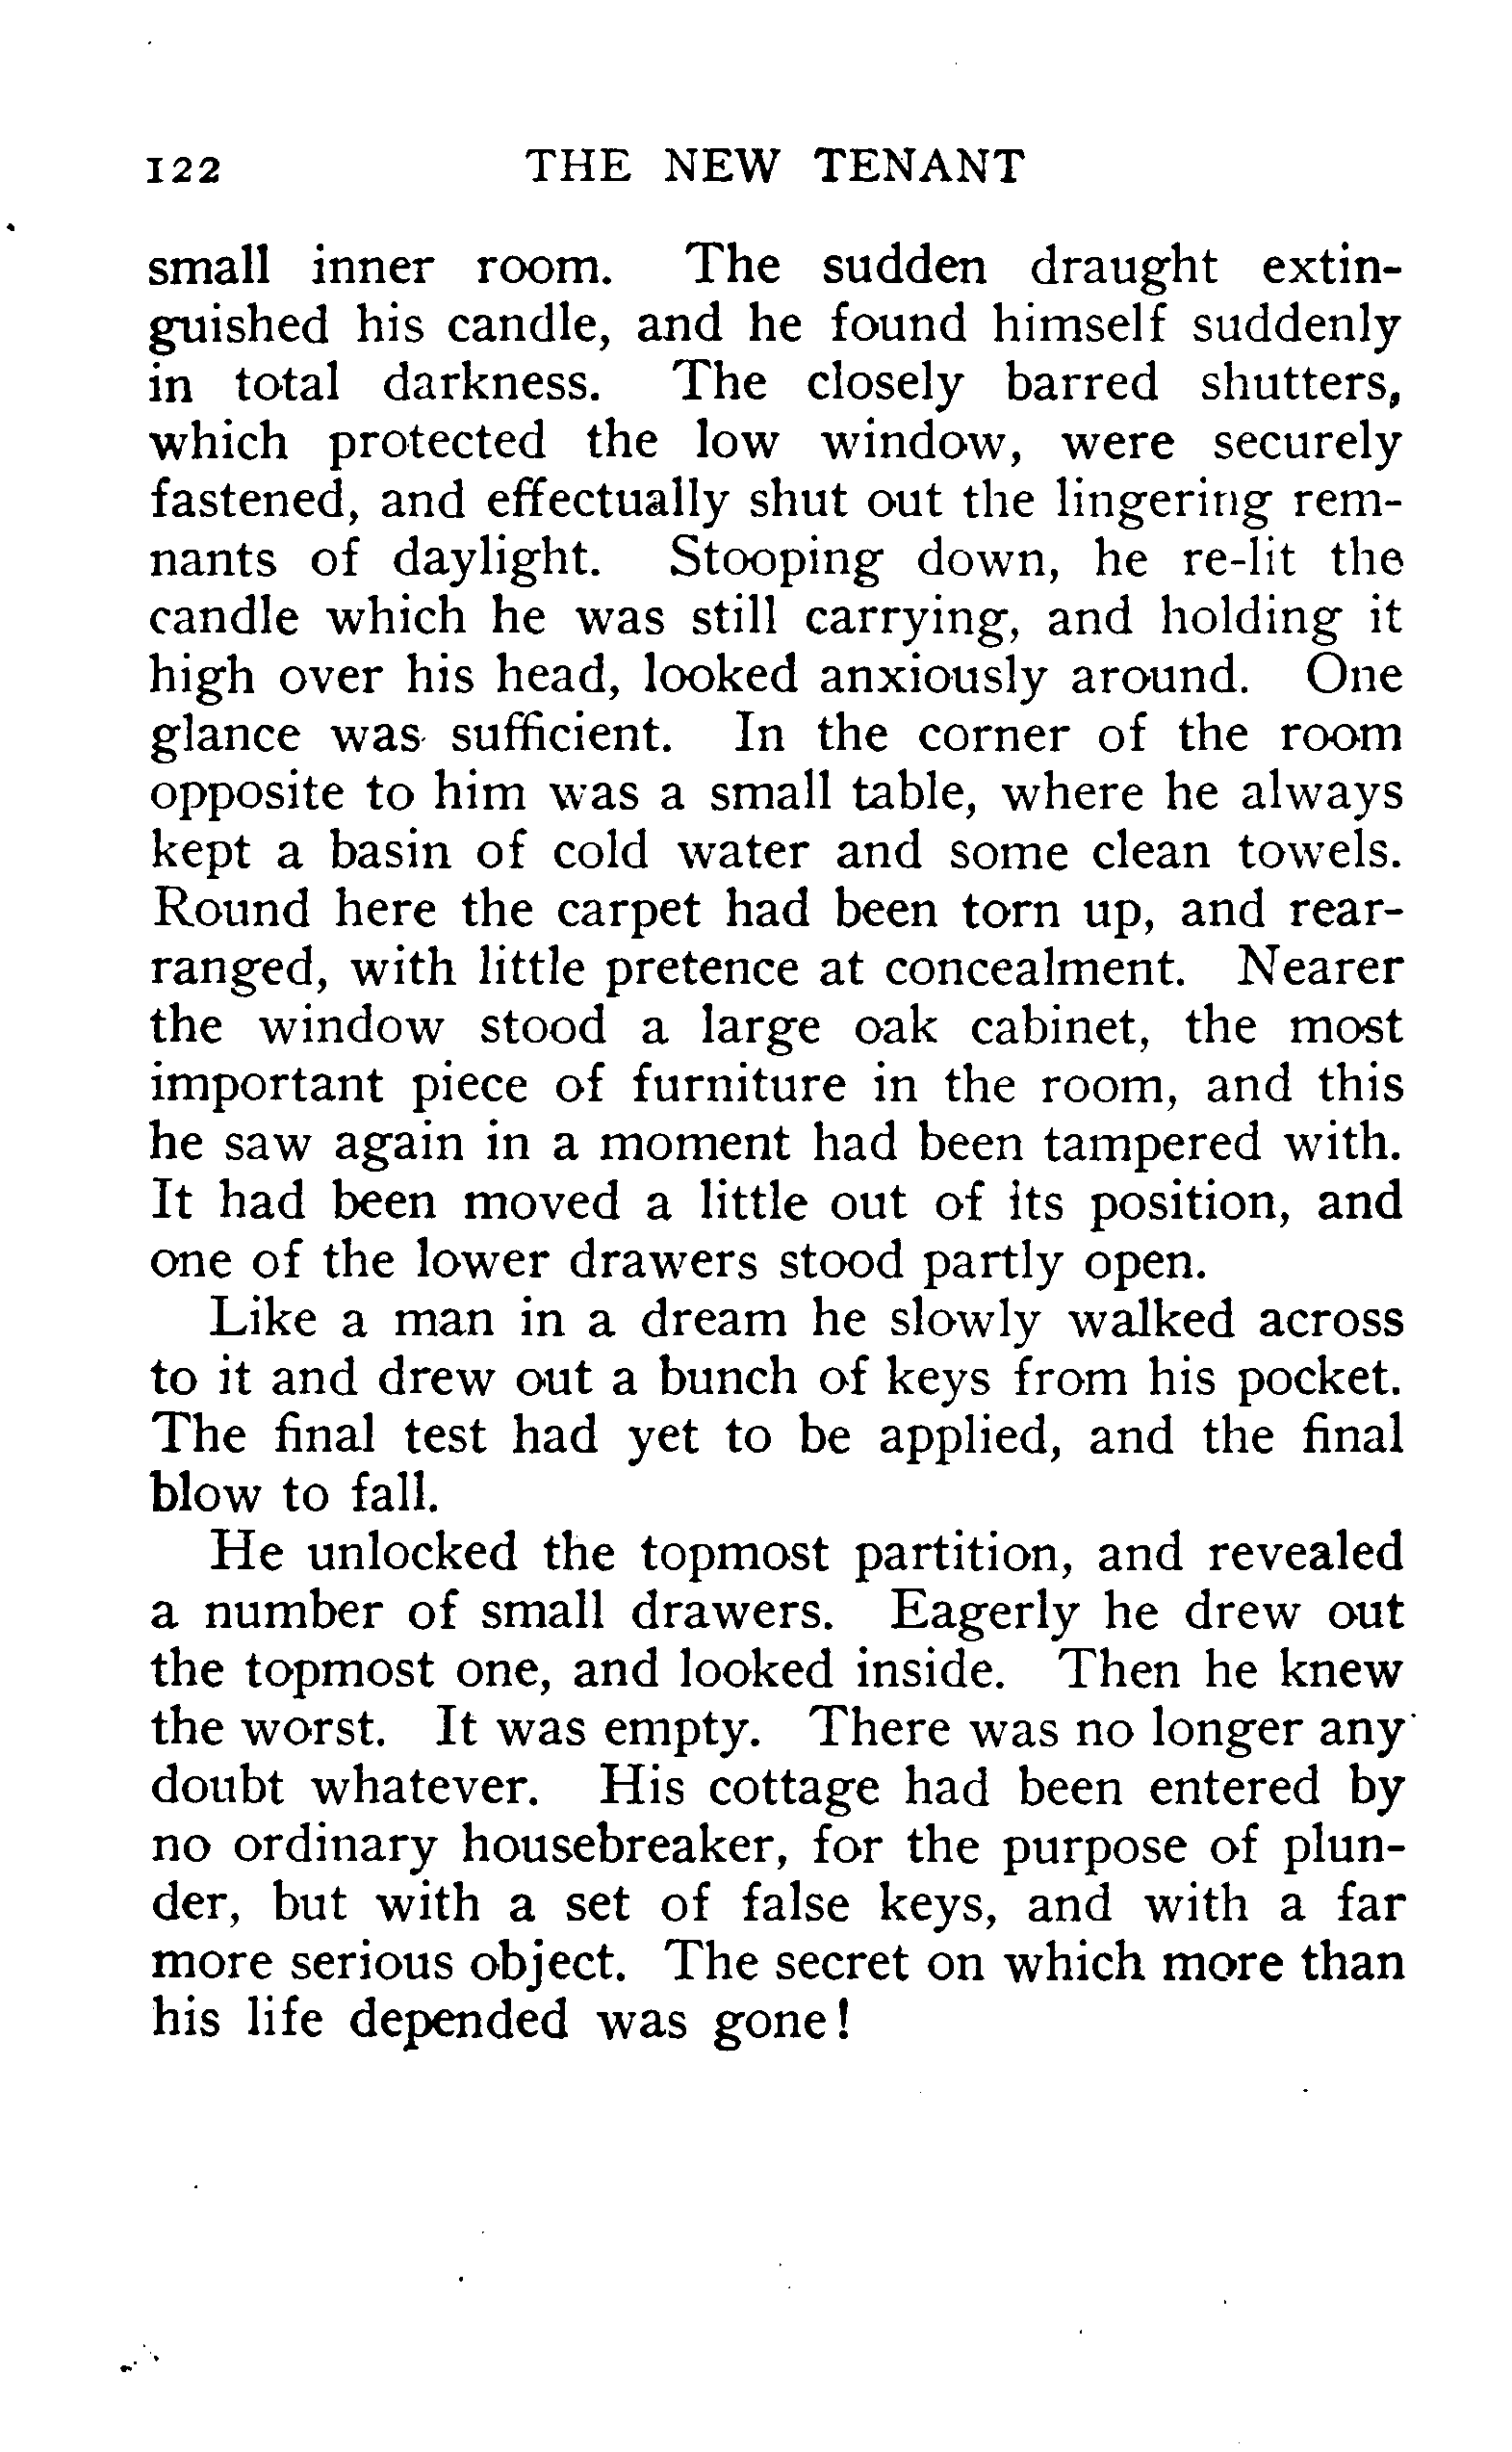 122 THE NEW TENANT
small inner room. The sudden draught extin-
guished his candle, and he found himself suddenly
in total darkness. The closely barred shutters,
which protected the low window, were securely
fastened, and effectually shut out the lingering rem-
nants of daylight. Stooping down, he re-lit the
candle which he was still carrying, and holding it
high over his head, looked anxiously around. One
glance was sufficient. In the corner of the room
opposite to him was a small table, where he always
kept a basin of cold water and some clean towels.
Round here the carpet had been torn up, and rear-
ranged, with little pretence at concealment. Nearer
the window stood a large oak cabinet, the most
important piece of furniture in the room, and this
he saw again in a moment had been tampered with.
It had been moved a little out of its position, and
one of the lower drawers stood partly open.
Like a man in a dream he slowly walked across
to it and drew out a bunch of keys from his pocket.
The final test had yet to be applied, and the final
blow to fall.
He unlocked the topmost partition, and revealed
a number of small drawers. Eagerly he drew out
the topmost one, and looked inside. Then he knew
the worst. It was empty. There was no longer any
doubt whatever. His cottage had been entered by
no ordinary housebreaker, for the purpose of plun-
der, but with a set of false keys, and with a far
more serious object. The secret on which more than
his life depended was gone!